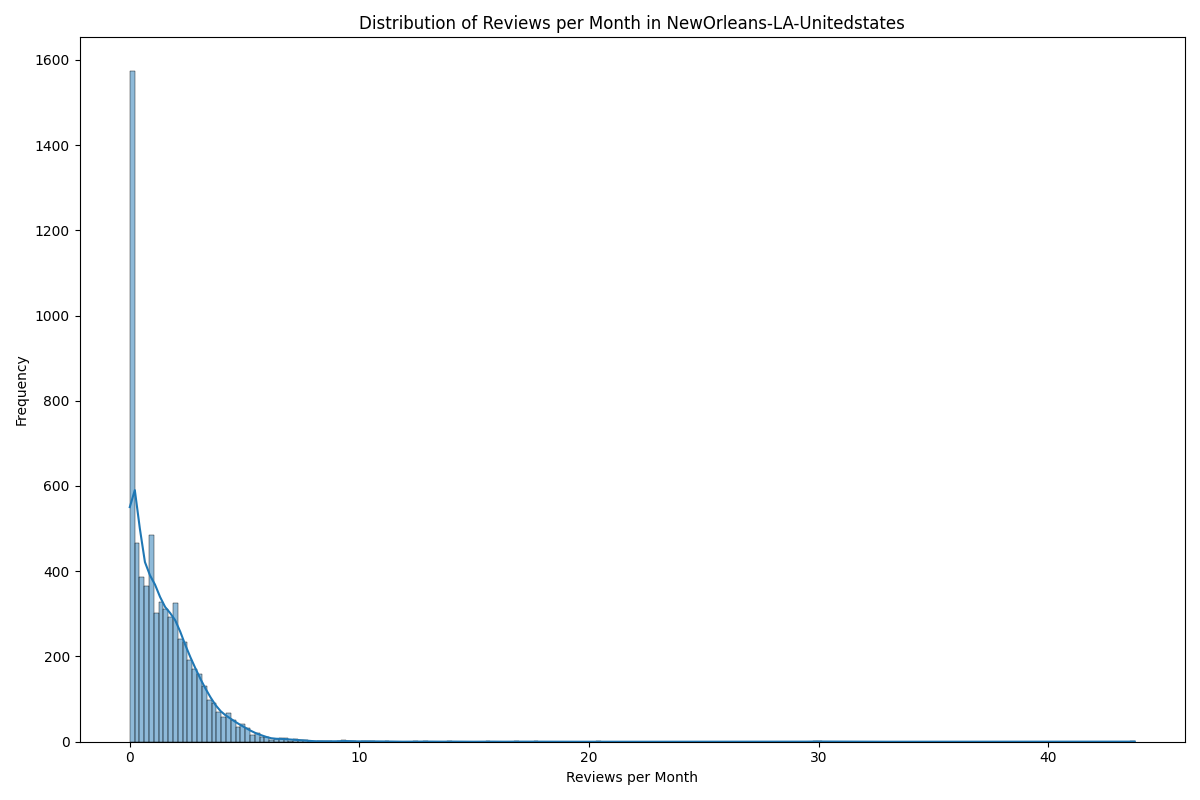 Distribution of Reviews per Month in NewOrleans-LA-Unitedstates
1600
1400
1200
1000
800
600
400
200
0
Frequency
0 10 20 30 40
Reviews per Month